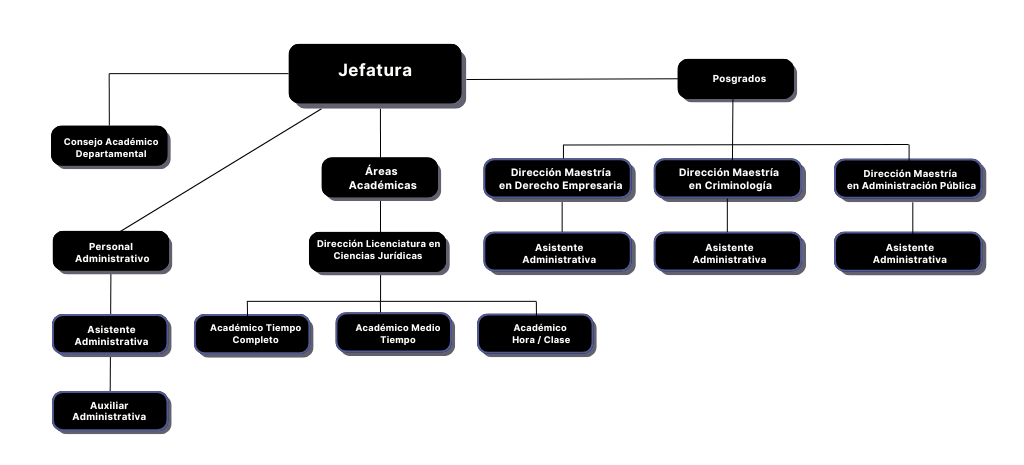 Jefatura
Posgrados
Consejo Académico
Departamental
Áreas
Académicas
Dirección Maestría
en Derecho Empresaria
Dirección Maestría
en Criminología
Dirección Maestría
en Administración Pública
Personal
Administrativo
Dirección Licenciatura en
Ciencias Jurídicas
Asistente
Administrativa
Asistente
Administrativa
Asistente
Administrativa
Asistente
Administrativa
Académico Tiempo
Completo
Académico Medio
Tiempo
Académico
Hora / Clase
Auxiliar
Administrativa